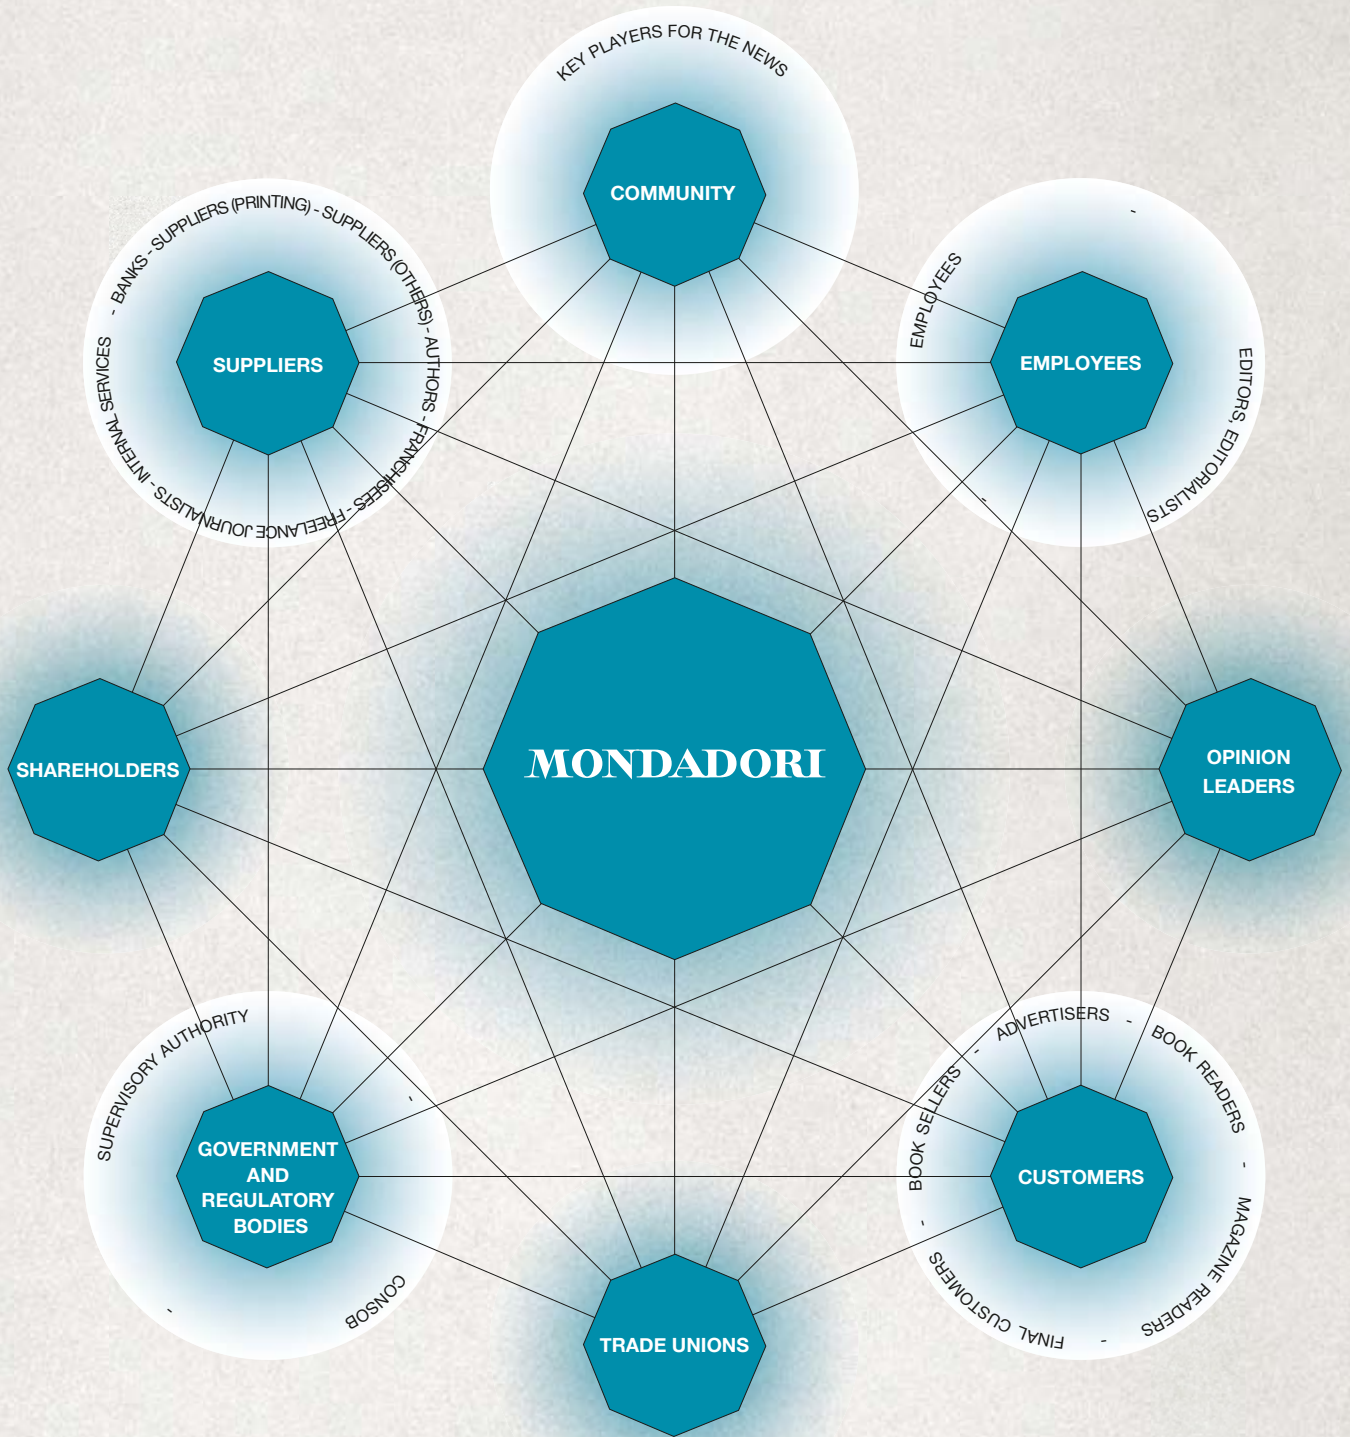 KEY PLAYERS FOR THE NEWS
COMMUNITY
- BANKS - SUPPLIERS (PRINTING) - SUPPLIERS (OTHERS) - AUTHORS - FRANCHISEES - FREELANCE JOURNALISTS - INTERNAL SERVICES
SUPPLIERS
EMPLOYEES
-
EDITORS, EDITORIALISTS
-
EMPLOYEES
SHAREHOLDERS
MONDADORI
OPINION
LEADERS
SUPERVISORY AUTHORITY
-
CONSOB
-
GOVERNMENT
AND
REGULATORY
BODIES
BOOK SELLERS - ADVERTISERS - BOOK READERS - MAGAZINE READERS - FINAL CUSTOMERS -
CUSTOMERS
TRADE UNIONS